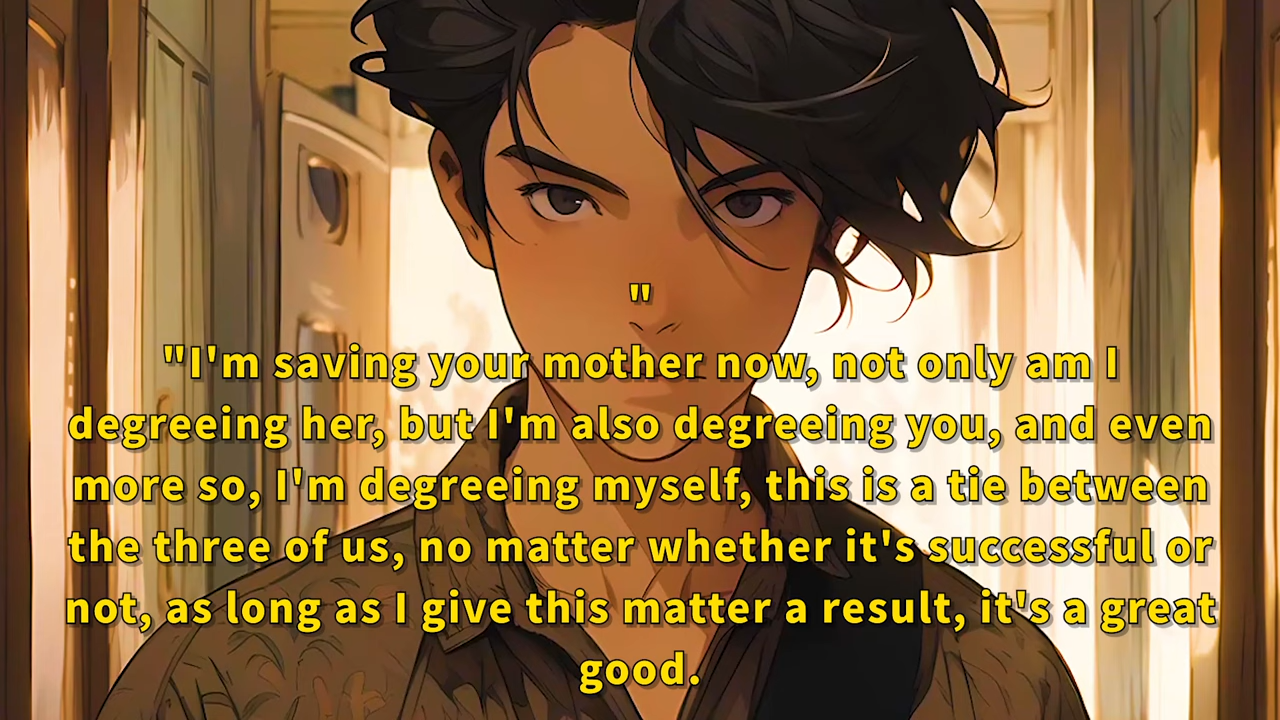 "
"I'm saving your mother now, not only am I
degreeing her, but I'm also degreeing you, and even
more so, I'm degreeing myself, this is a tie between
the three of us, no matter whether it's successful or
not, as long as I give this matter a result, it's a great
good.